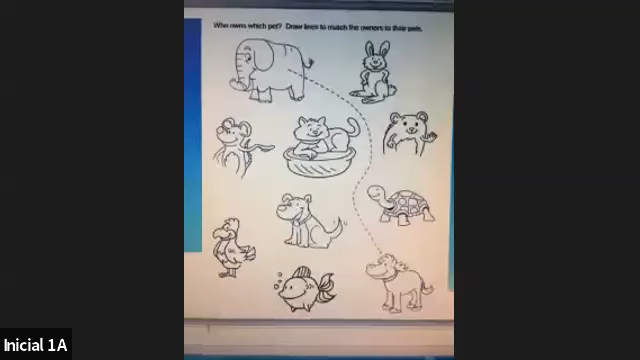 Who owns which pet? Draw lines to match the owners to their pets.
Inicial 1A